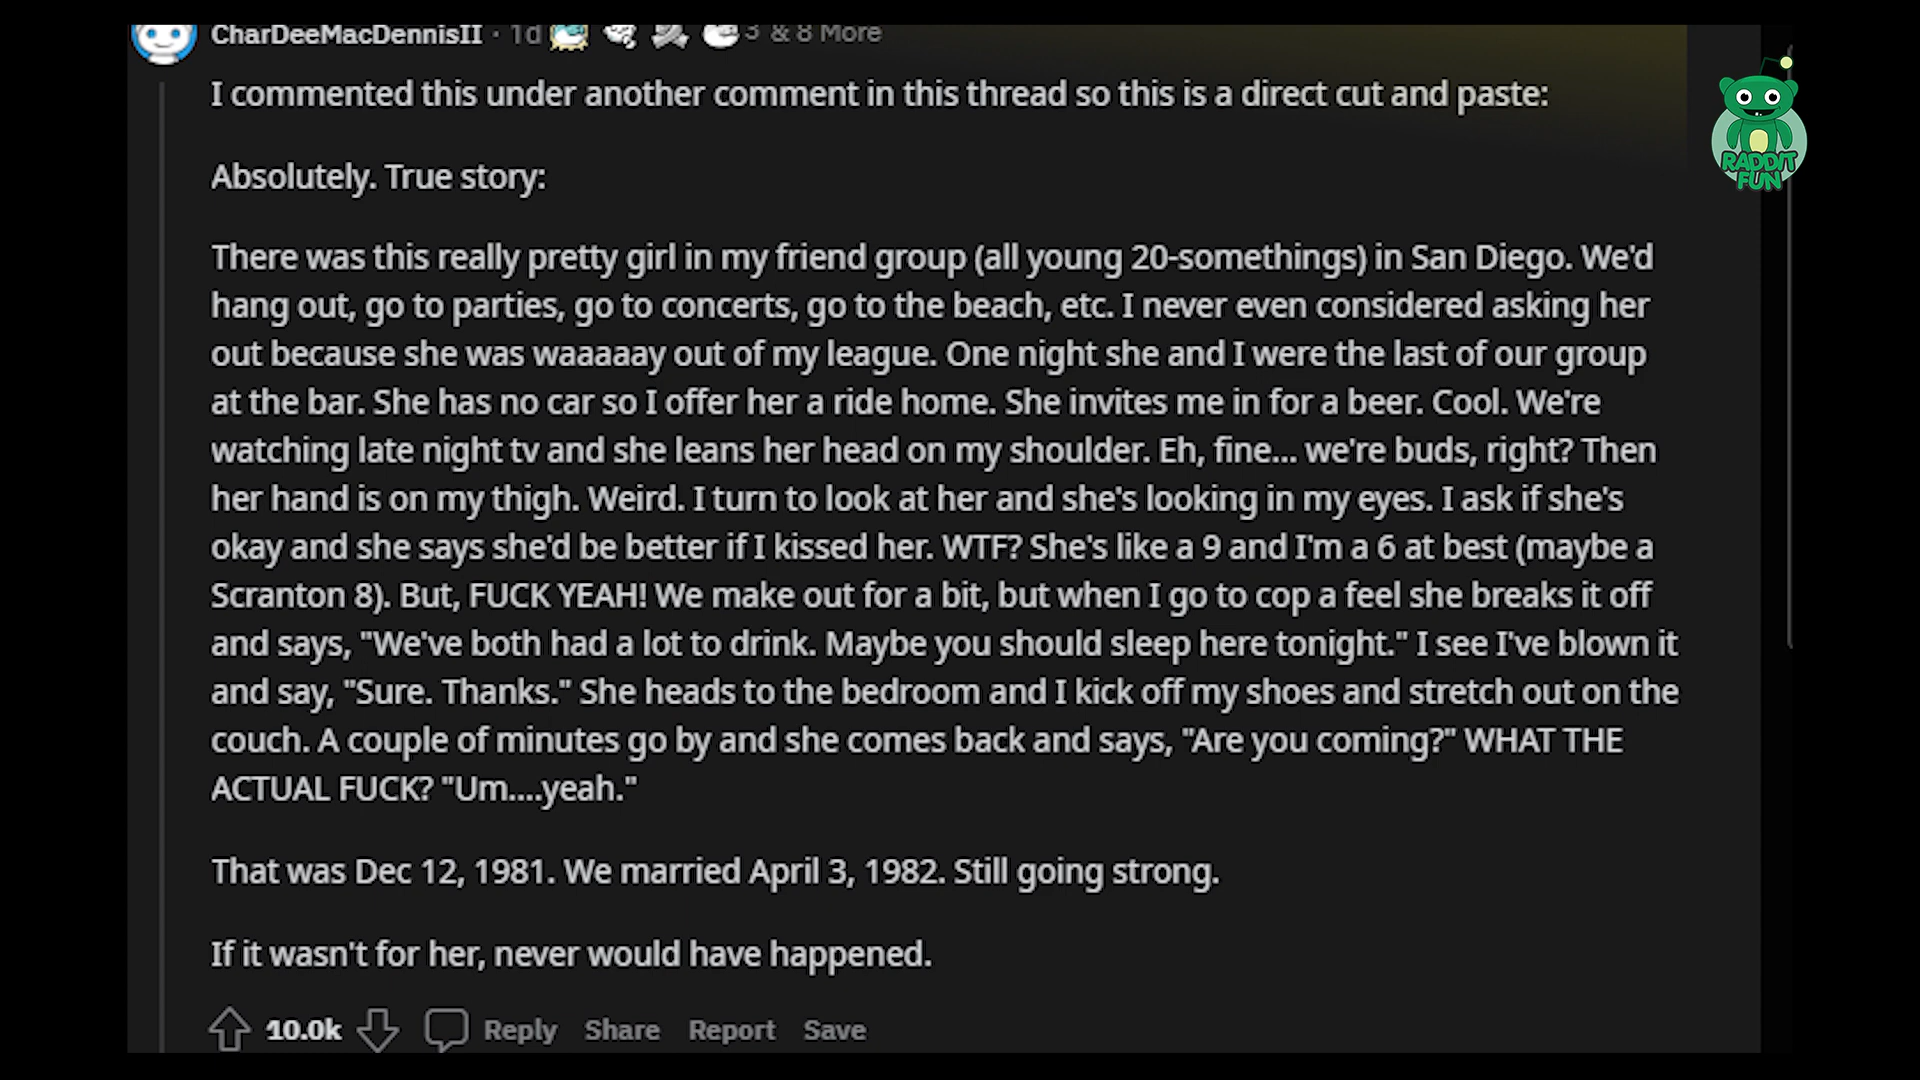 CharDeeMacDennisII · 1d 3 & 8 More
I commented this under another comment in this thread so this is a direct cut and paste:
Absolutely. True story:
There was this really pretty girl in my friend group (all young 20-somethings) in San Diego. We'd
hang out, go to parties, go to concerts, go to the beach, etc. I never even considered asking her
out because she was waaaaay out of my league. One night she and I were the last of our group
at the bar. She has no car so I offer her a ride home. She invites me in for a beer. Cool. We're
watching late night tv and she leans her head on my shoulder. Eh, fine... we're buds, right? Then
her hand is on my thigh. Weird. I turn to look at her and she's looking in my eyes. I ask if she's
okay and she says she'd be better if I kissed her. WTF? She's like a 9 and I'm a 6 at best (maybe a
Scranton 8). But, FUCK YEAH! We make out for a bit, but when I go to cop a feel she breaks it off
and says, "We've both had a lot to drink. Maybe you should sleep here tonight." I see I've blown it
and say, "Sure. Thanks." She heads to the bedroom and I kick off my shoes and stretch out on the
couch. A couple of minutes go by and she comes back and says, "Are you coming?" WHAT THE
ACTUAL FUCK? "Um....yeah."
That was Dec 12, 1981. We married April 3, 1982. Still going strong.
If it wasn't for her, never would have happened.
10.0k Reply Share Report Save
RADDIT
FUN